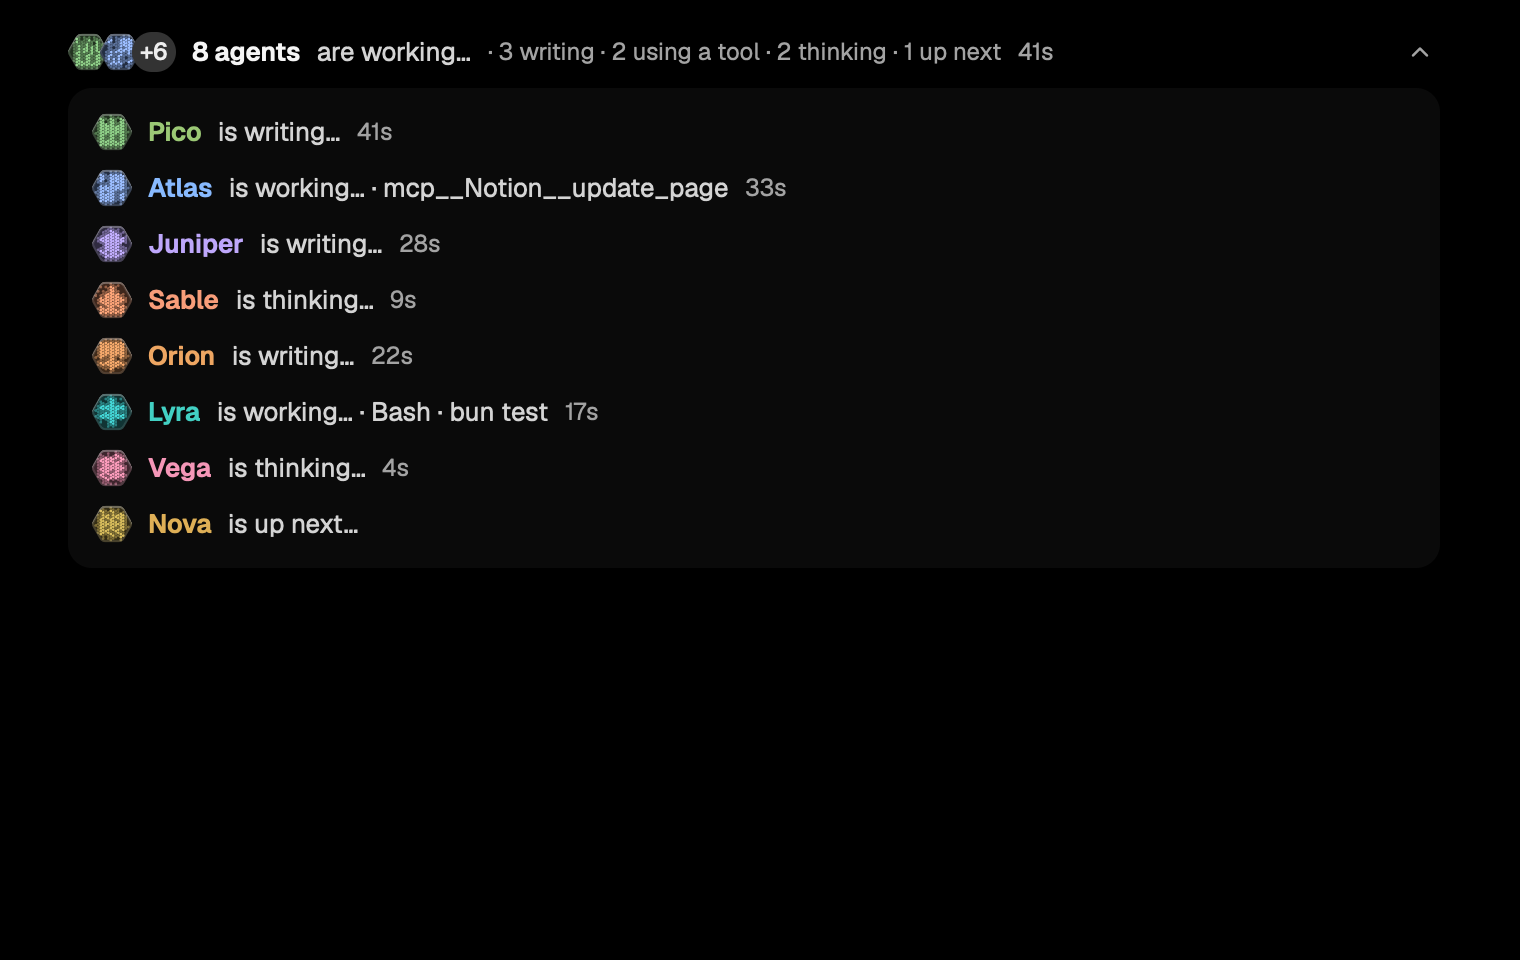 +6 8 agents are working... · 3 writing · 2 using a tool · 2 thinking · 1 up next 41s
Pico is writing... 41s
Atlas is working... · mcp__Notion__update_page 33s
Juniper is writing... 28s
Sable is thinking... 9s
Orion is writing... 22s
Lyra is working... · Bash · bun test 17s
Vega is thinking... 4s
Nova is up next...